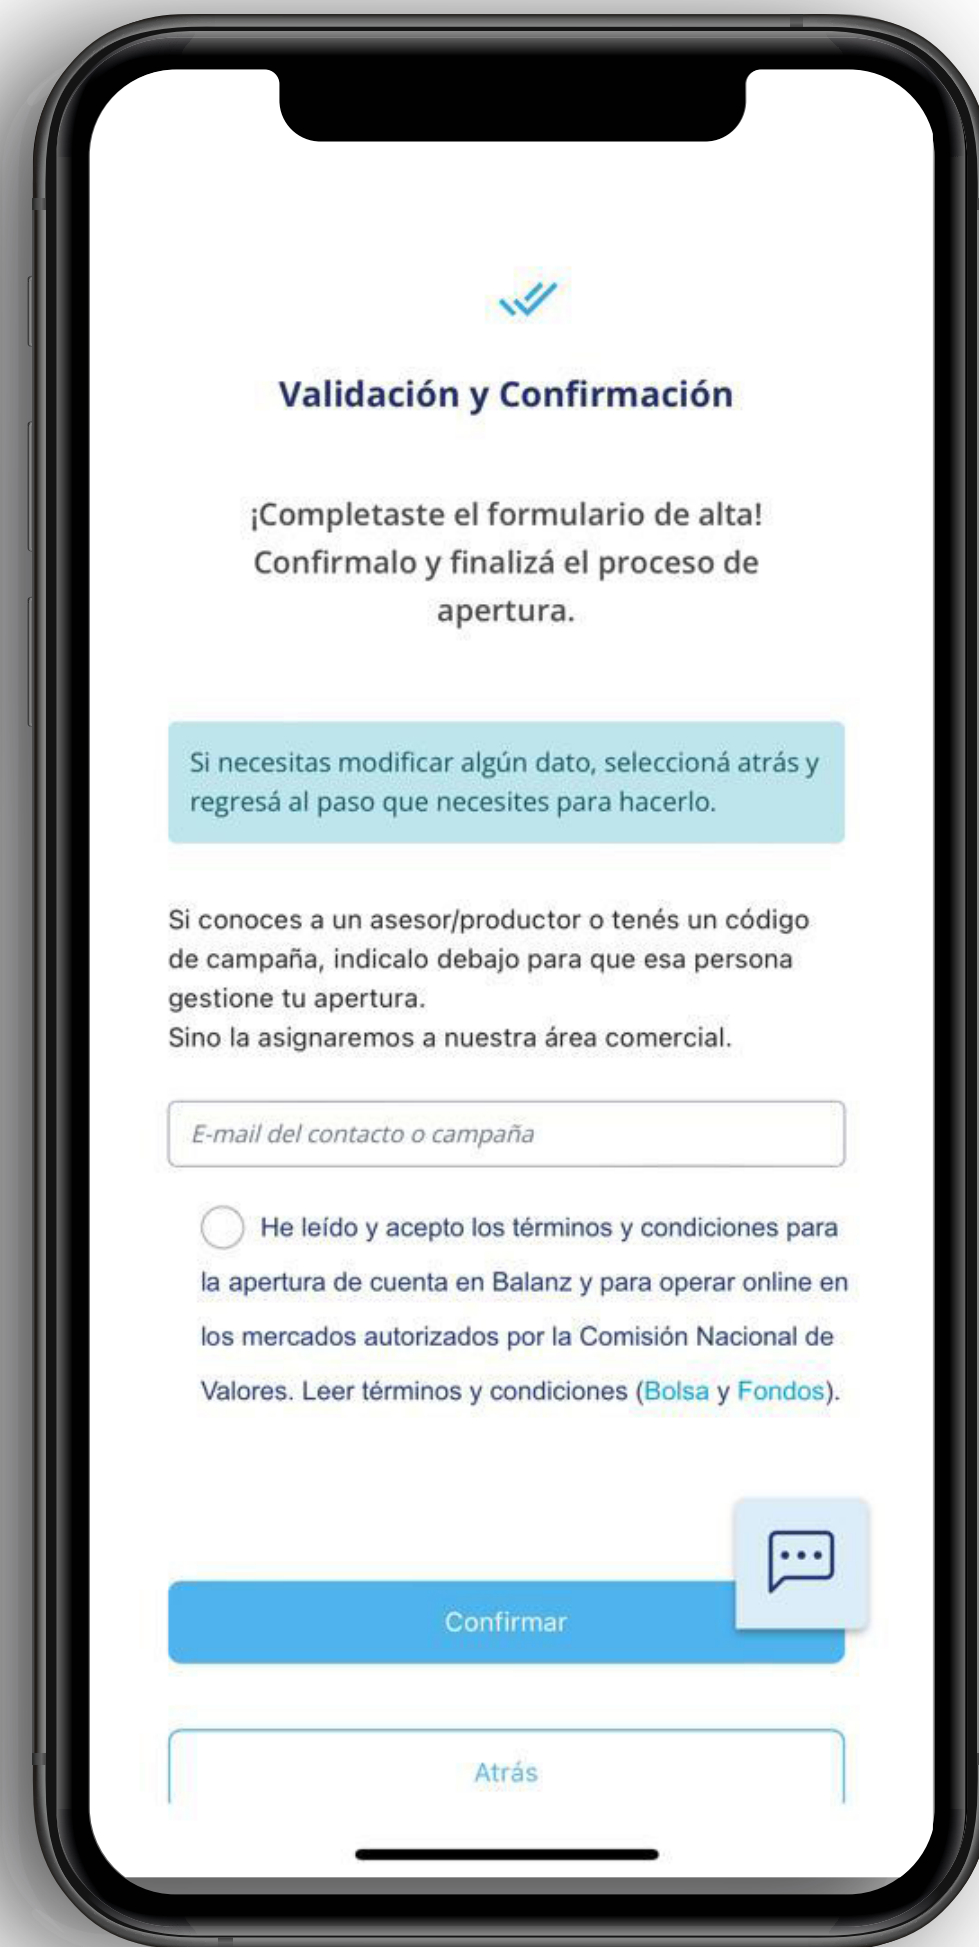 Validación y Confirmación
¡Completaste el formulario de alta!
Confirmalo y finalizá el proceso de
apertura.
Si necesitas modificar algún dato, seleccioná atrás y
regresá al paso que necesites para hacerlo.
Si conoces a un asesor/productor o tenés un código
de campaña, indicalo debajo para que esa persona
gestione tu apertura.
Sino la asignaremos a nuestra área comercial.
E-mail del contacto o campaña
He leído y acepto los términos y condiciones para
la apertura de cuenta en Balanz y para operar online en
los mercados autorizados por la Comisión Nacional de
Valores. Leer términos y condiciones (Bolsa y Fondos).
Confirmar
Atrás